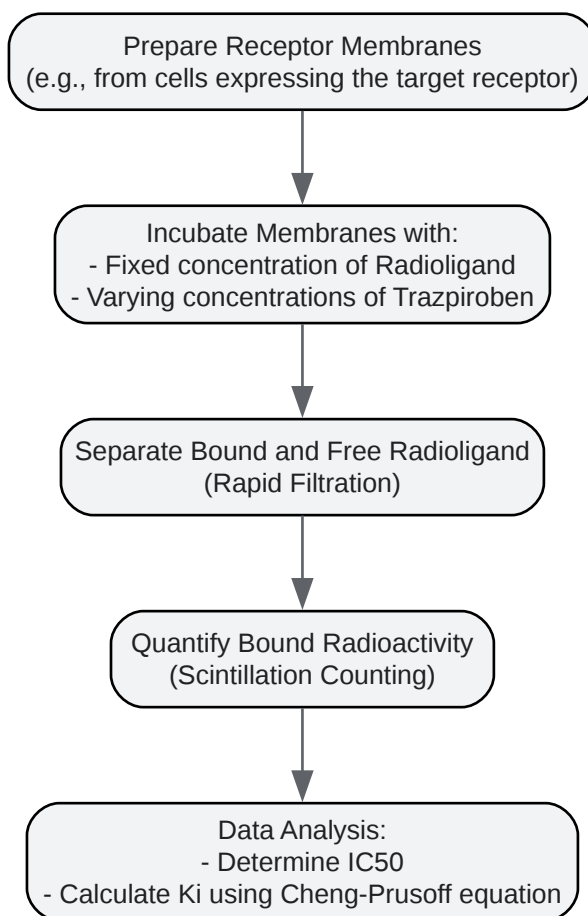 Prepare Receptor Membranes
(e.g., from cells expressing the target receptor)
Incubate Membranes with:
- Fixed concentration of Radioligand
- Varying concentrations of Trazpiroben
Separate Bound and Free Radioligand
(Rapid Filtration)
Quantify Bound Radioactivity
(Scintillation Counting)
Data Analysis:
- Determine IC50
- Calculate Ki using Cheng-Prusoff equation